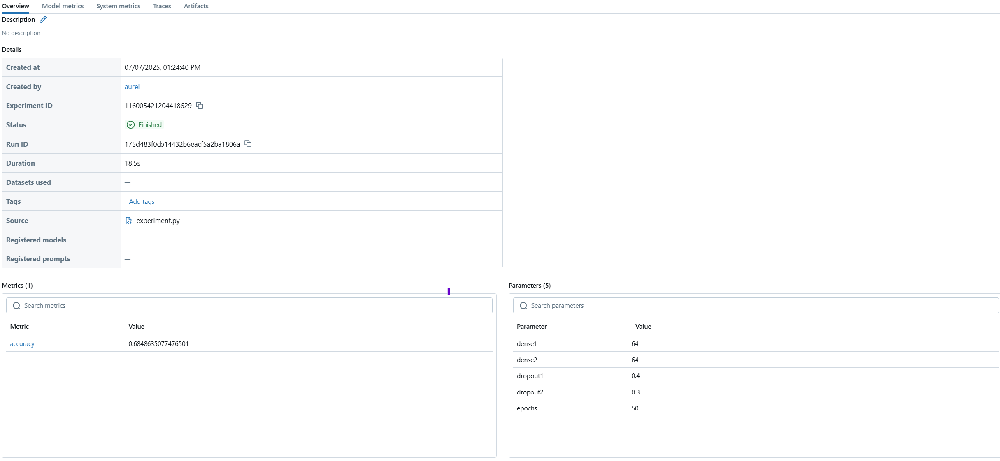 Overview Model metrics System metrics Traces Artifacts
Description
No description
Details
Created at 07/07/2025, 01:24:40 PM
Created by aurel
Experiment ID 116005421204418629
Status Finished
Run ID 175d483f0cb14432b6eacf5a2ba1806a
Duration 18.5s
Datasets used —
Tags Add tags
Source experiment.py
Registered models —
Registered prompts —
Metrics (1)
Search metrics
Metric Value
accuracy 0.6848635077476501
Parameters (5)
Search parameters
Parameter Value
dense1 64
dense2 64
dropout1 0.4
dropout2 0.3
epochs 50